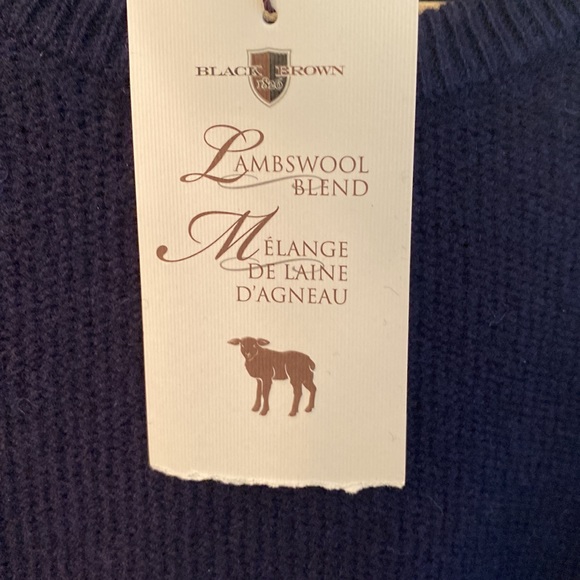 BLACK BROWN
1826
LAMBSWOOL
BLEND
MÉLANGE
DE LAINE
D'AGNEAU